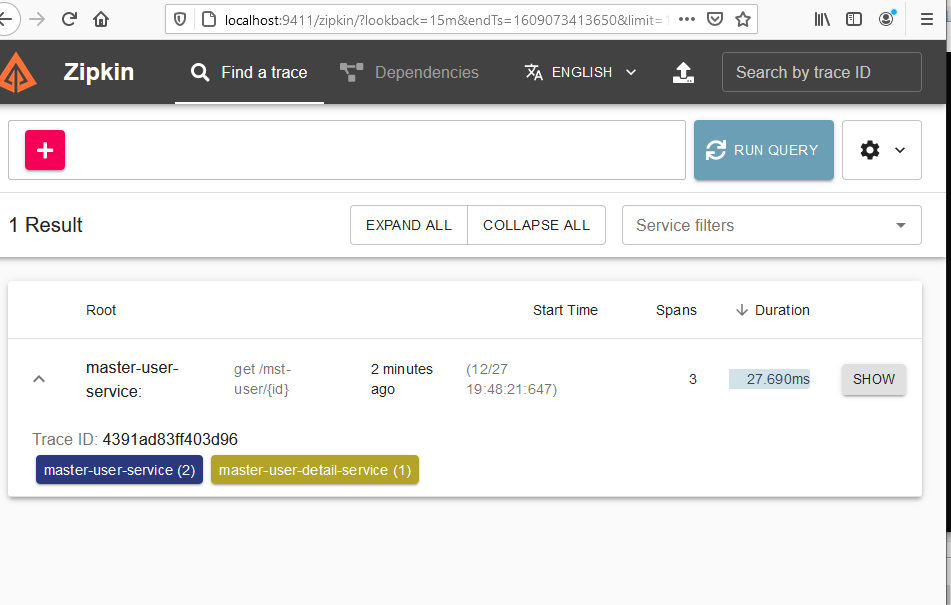 localhost:9411/zipkin/?lookback=15m&endTs=1609073413650&limit=
Zipkin
Find a trace
Dependencies
ENGLISH
Search by trace ID
RUN QUERY
1 Result
EXPAND ALL
COLLAPSE ALL
Service filters
Root
Start Time
Spans
Duration
master-user-
service:
get /mst-
user/{id}
2 minutes
ago
(12/27
19:48:21:647)
3
27.690ms
SHOW
Trace ID: 4391ad83ff403d96
master-user-service (2)
master-user-detail-service (1)